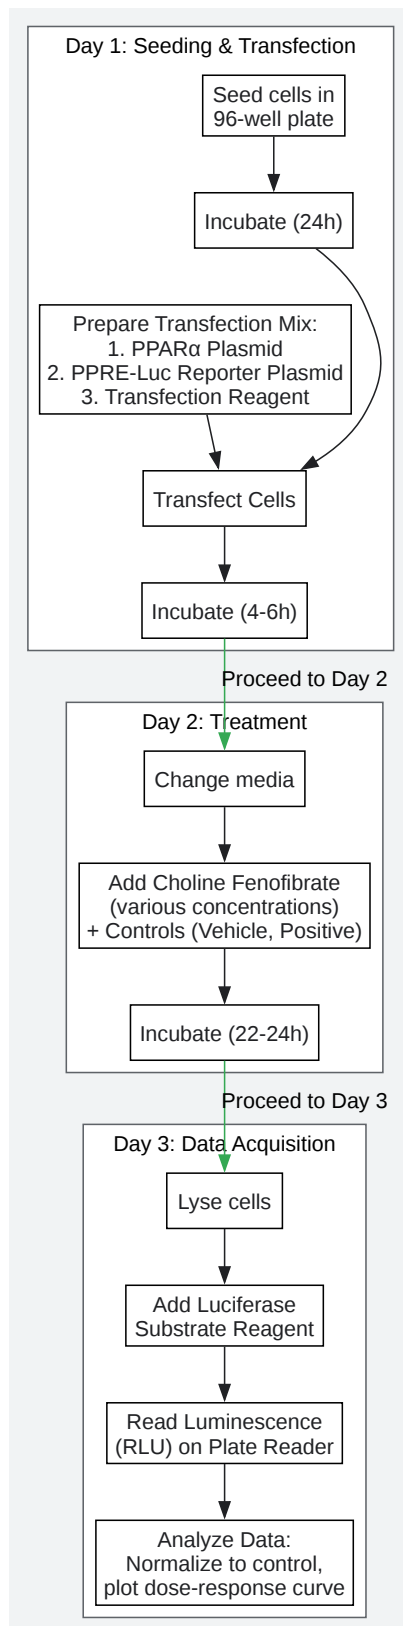 Day 1: Seeding & Transfection
Seed cells in
96-well plate
Incubate (24h)
Prepare Transfection Mix:
1. PPARα Plasmid
2. PPRE-Luc Reporter Plasmid
3. Transfection Reagent
Transfect Cells
Incubate (4-6h)
Proceed to Day 2
Day 2: Treatment
Change media
Add Choline Fenofibrate
(various concentrations)
+ Controls (Vehicle, Positive)
Incubate (22-24h)
Proceed to Day 3
Day 3: Data Acquisition
Lyse cells
Add Luciferase
Substrate Reagent
Read Luminescence
(RLU) on Plate Reader
Analyze Data:
Normalize to control,
plot dose-response curve